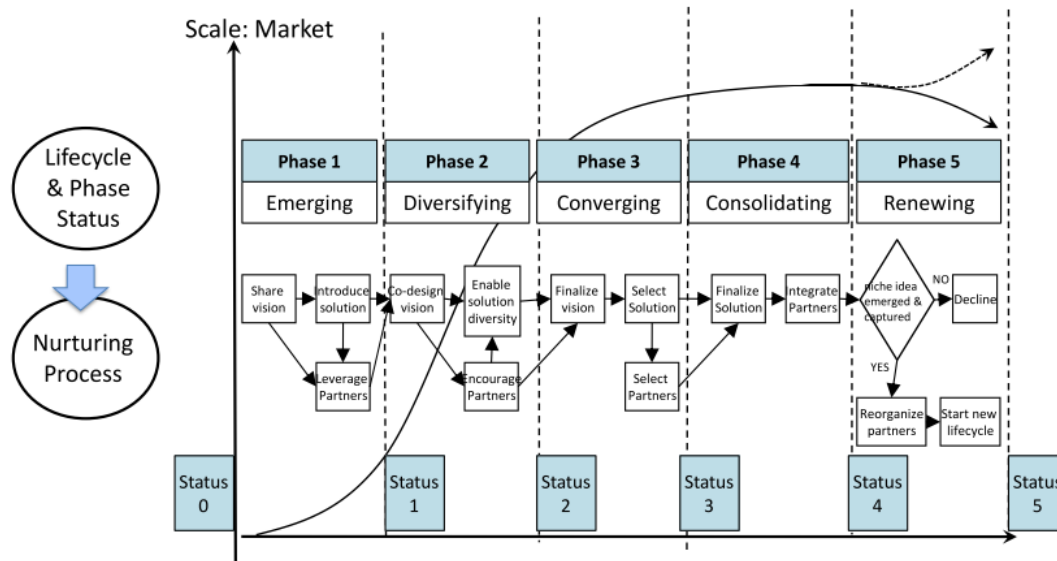 Scale: Market
Lifecycle
& Phase
Status
Nurturing
Process
Phase 1
Emerging
Phase 2
Diversifying
Phase 3
Converging
Phase 4
Consolidating
Phase 5
Renewing
Share
vision
Introduce
solution
Leverage
Partners
Co-design
vision
Enable
solution
diversity
Encourage
Partners
Finalize
vision
Select
Solution
Select
Partners
Finalize
Solution
Integrate
Partners
niche idea
emerged &
captured
NO
Decline
YES
Reorganize
partners
Start new
lifecycle
Status
0
Status
1
Status
2
Status
3
Status
4
Status
5